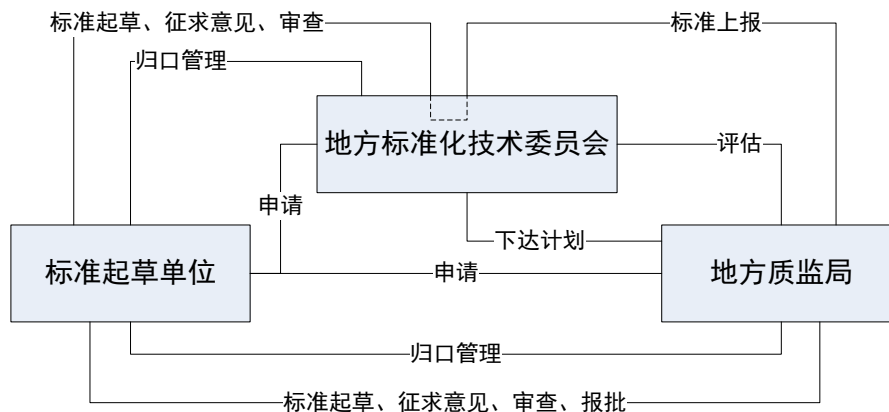 标准起草、征求意见、审查
标准上报
归口管理
地方标准化技术委员会
评估
申请
下达计划
标准起草单位
申请
地方质监局
归口管理
标准起草、征求意见、审查、报批